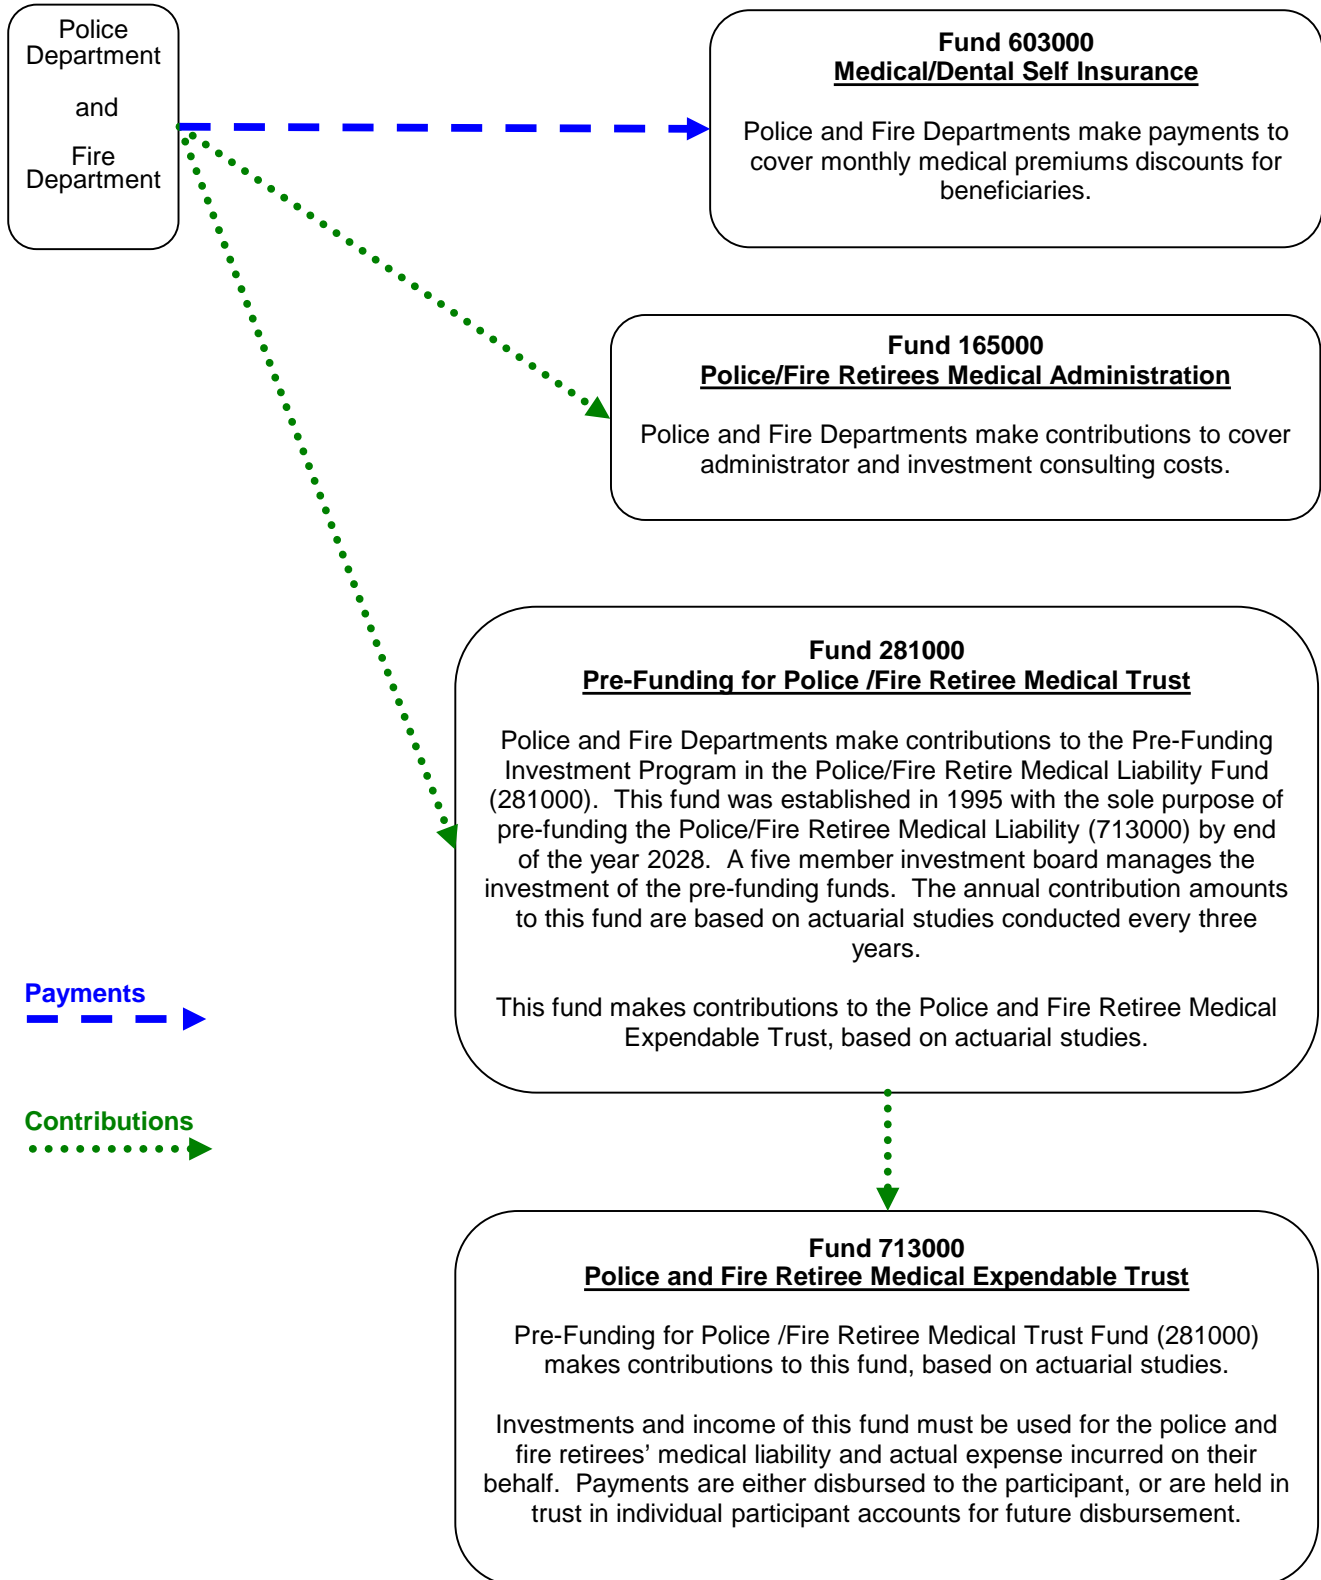 Police
Department
and
Fire
Department
Fund 603000
Medical/Dental Self Insurance
Police and Fire Departments make payments to
cover monthly medical premiums discounts for
beneficiaries.
Fund 165000
Police/Fire Retirees Medical Administration
Police and Fire Departments make contributions to cover
administrator and investment consulting costs.
Fund 281000
Pre-Funding for Police /Fire Retiree Medical Trust
Police and Fire Departments make contributions to the Pre-Funding
Investment Program in the Police/Fire Retire Medical Liability Fund
(281000).  This fund was established in 1995 with the sole purpose of
pre-funding the Police/Fire Retiree Medical Liability (713000) by end
of the year 2028.  A five member investment board manages the
investment of the pre-funding funds.  The annual contribution amounts
to this fund are based on actuarial studies conducted every three
years.
This fund makes contributions to the Police and Fire Retiree Medical
Expendable Trust, based on actuarial studies.
Payments
Contributions
Fund 713000
Police and Fire Retiree Medical Expendable Trust
Pre-Funding for Police /Fire Retiree Medical Trust Fund (281000)
makes contributions to this fund, based on actuarial studies.
Investments and income of this fund must be used for the police and
fire retirees’ medical liability and actual expense incurred on their
behalf.  Payments are either disbursed to the participant, or are held in
trust in individual participant accounts for future disbursement.